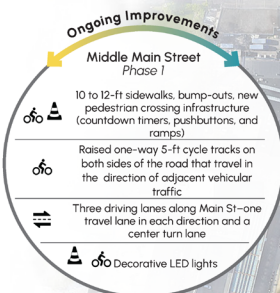 Ongoing Improvements
Middle Main Street
Phase 1
10 to 12-ft sidewalks, bump-outs, new
pedestrian crossing infrastructure
(countdown timers, pushbuttons, and
ramps)
Raised one-way 5-ft cycle tracks on
both sides of the road that travel in
the direction of adjacent vehicular
traffic
Three driving lanes along Main St–one
travel lane in each direction and a
center turn lane
Decorative LED lights